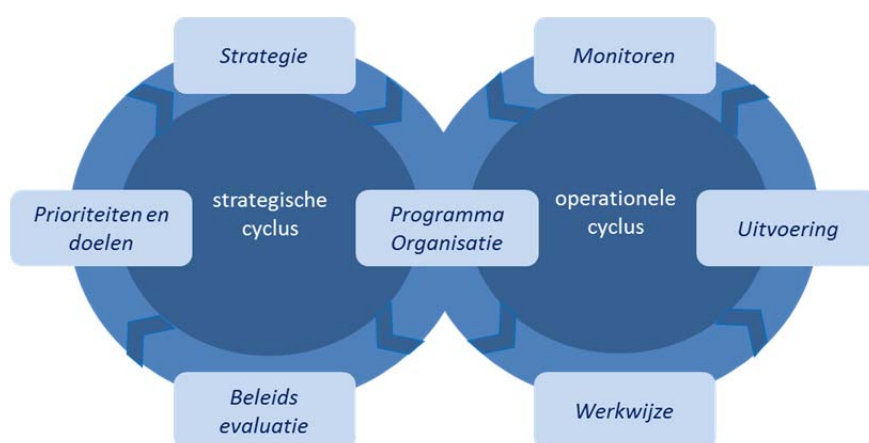 Strategie
Monitoren
Prioriteiten en
doelen
strategische
cyclus
Programma
Organisatie
operationele
cyclus
Uitvoering
Beleids
evaluatie
Werkwijze